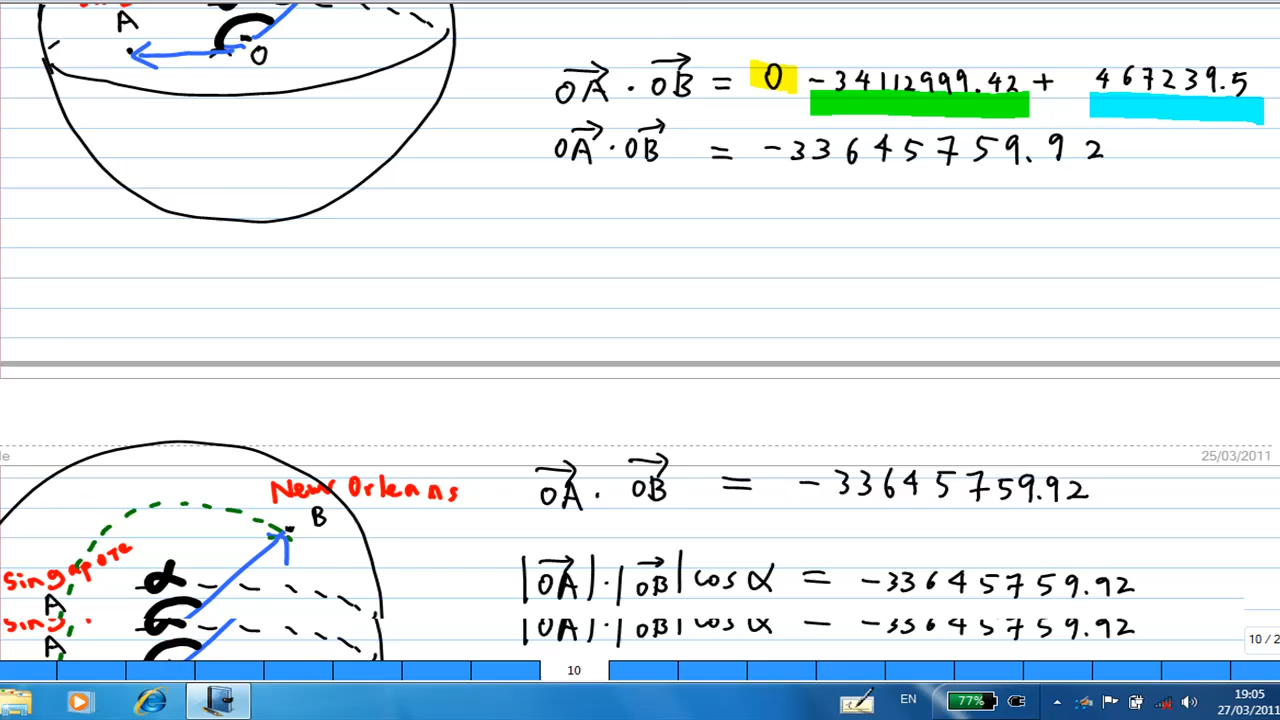 A
O
OA · OB = 0 -34112999.42 + 467239.5
OA · OB = -33645759.92
25/03/2011
New Orleans
B
OA · OB = -33645759.92
Singapore
α
|OA| · |OB| cos α = -33645759.92
A
|OA| · |OB| cos α = -33645759.92
A
10 / 2
10
EN
77%
19:05
27/03/2011